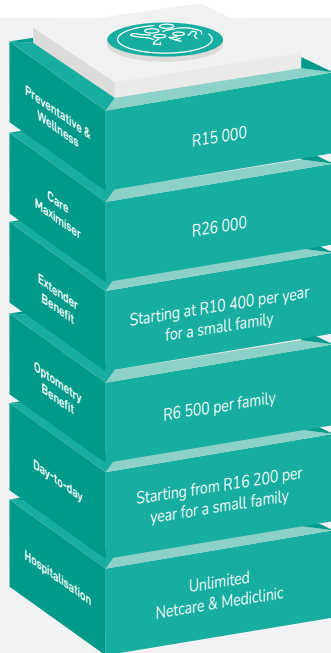 Preventative &
Wellness
R15 000
Care
Maximiser
R26 000
Extender
Benefit
Starting at R10 400 per year
for a small family
Optometry
Benefit
R6 500 per family
Day-to-day
Starting from R16 200 per
year for a small family
Hospitalisation
Unlimited
Netcare & Mediclinic